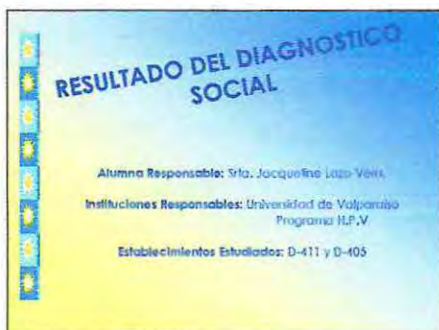 RESULTADO DEL DIAGNOSTICO
SOCIAL
Alumna Responsable: Srta. Jacqueline Lazo
Instituciones Responsables: Universidad de Valparaíso
Programa H.P.V
Establecimientos Estudiados: D-411 y D-405